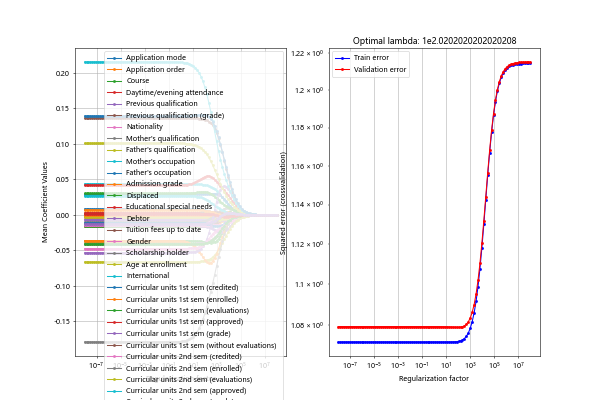 Optimal lambda: 1e2.0202020202020208
Mean Coefficient Values
0.20
0.15
0.10
0.05
0.00
-0.05
-0.10
-0.15
10⁻⁷
Application mode
Application order
Course
Daytime/evening attendance
Previous qualification
Previous qualification (grade)
Nationality
Mother's qualification
Father's qualification
Mother's occupation
Father's occupation
Admission grade
Displaced
Educational special needs
Debtor
Tuition fees up to date
Gender
Scholarship holder
Age at enrollment
International
Curricular units 1st sem (credited)
Curricular units 1st sem (enrolled)
Curricular units 1st sem (evaluations)
Curricular units 1st sem (approved)
Curricular units 1st sem (grade)
Curricular units 1st sem (without evaluations)
Curricular units 2nd sem (credited)
Curricular units 2nd sem (enrolled)
Curricular units 2nd sem (evaluations)
Curricular units 2nd sem (approved)
Squared error (crossvalidation)
1.22 × 10⁰
1.2 × 10⁰
1.18 × 10⁰
1.16 × 10⁰
1.14 × 10⁰
1.12 × 10⁰
1.1 × 10⁰
1.08 × 10⁰
Train error
Validation error
10⁻⁷ 10⁻⁵ 10⁻³ 10⁻¹ 10¹ 10³ 10⁵ 10⁷
Regularization factor